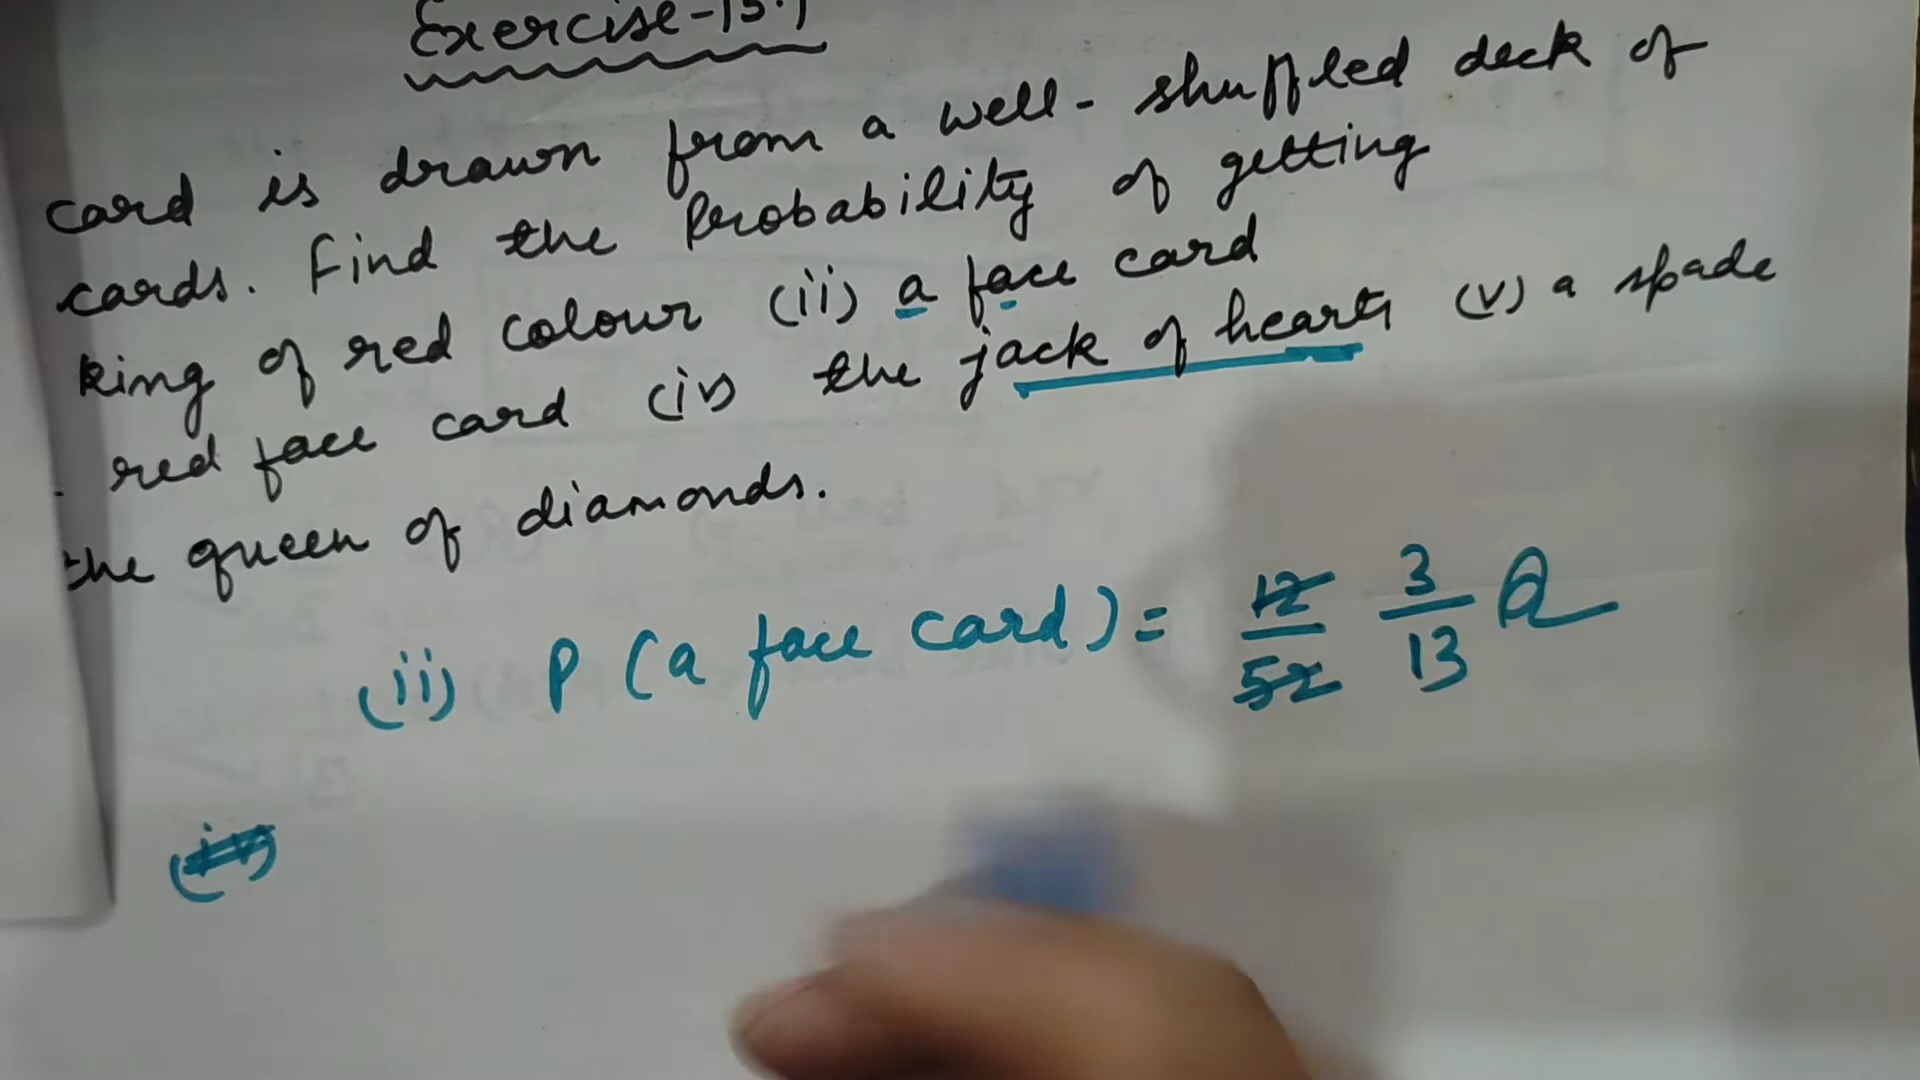 Exercise-15.1
card is drawn from a well-shuffled deck of
cards. Find the Probability of getting
king of red colour (ii) a face card
red face card (iv the jack of hearts (v) a spade
the queen of diamonds.
(ii) P (a face card) = 12/52 3/13